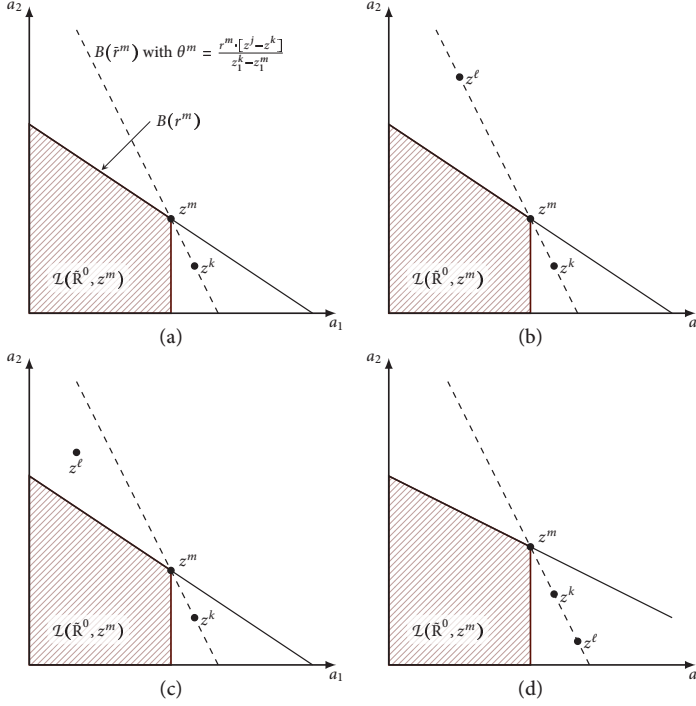 a₂
B(r̄ᵐ) with θᵐ = rᵐ·[zʲ−zᵏ] / z₁ᵏ−z₁ᵐ
B(rᵐ)
zᵐ
zᵏ
ℒ(R̄⁰, zᵐ)
a₁
(a)
a₂
zˡ
zᵐ
zᵏ
ℒ(R̄⁰, zᵐ)
a
(b)
a₂
zˡ
zᵐ
zᵏ
ℒ(R̄⁰, zᵐ)
a₁
(c)
a₂
zᵐ
zᵏ
zˡ
ℒ(R̄⁰, zᵐ)
a
(d)